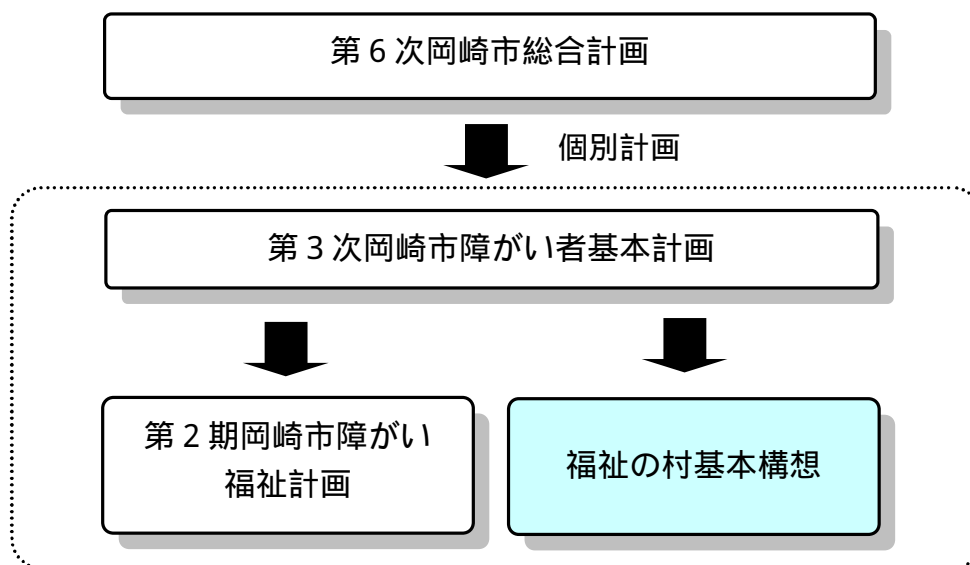 第６次岡崎市総合計画
個別計画
第３次岡崎市障がい者基本計画
第２期岡崎市障がい
福祉計画
福祉の村基本構想